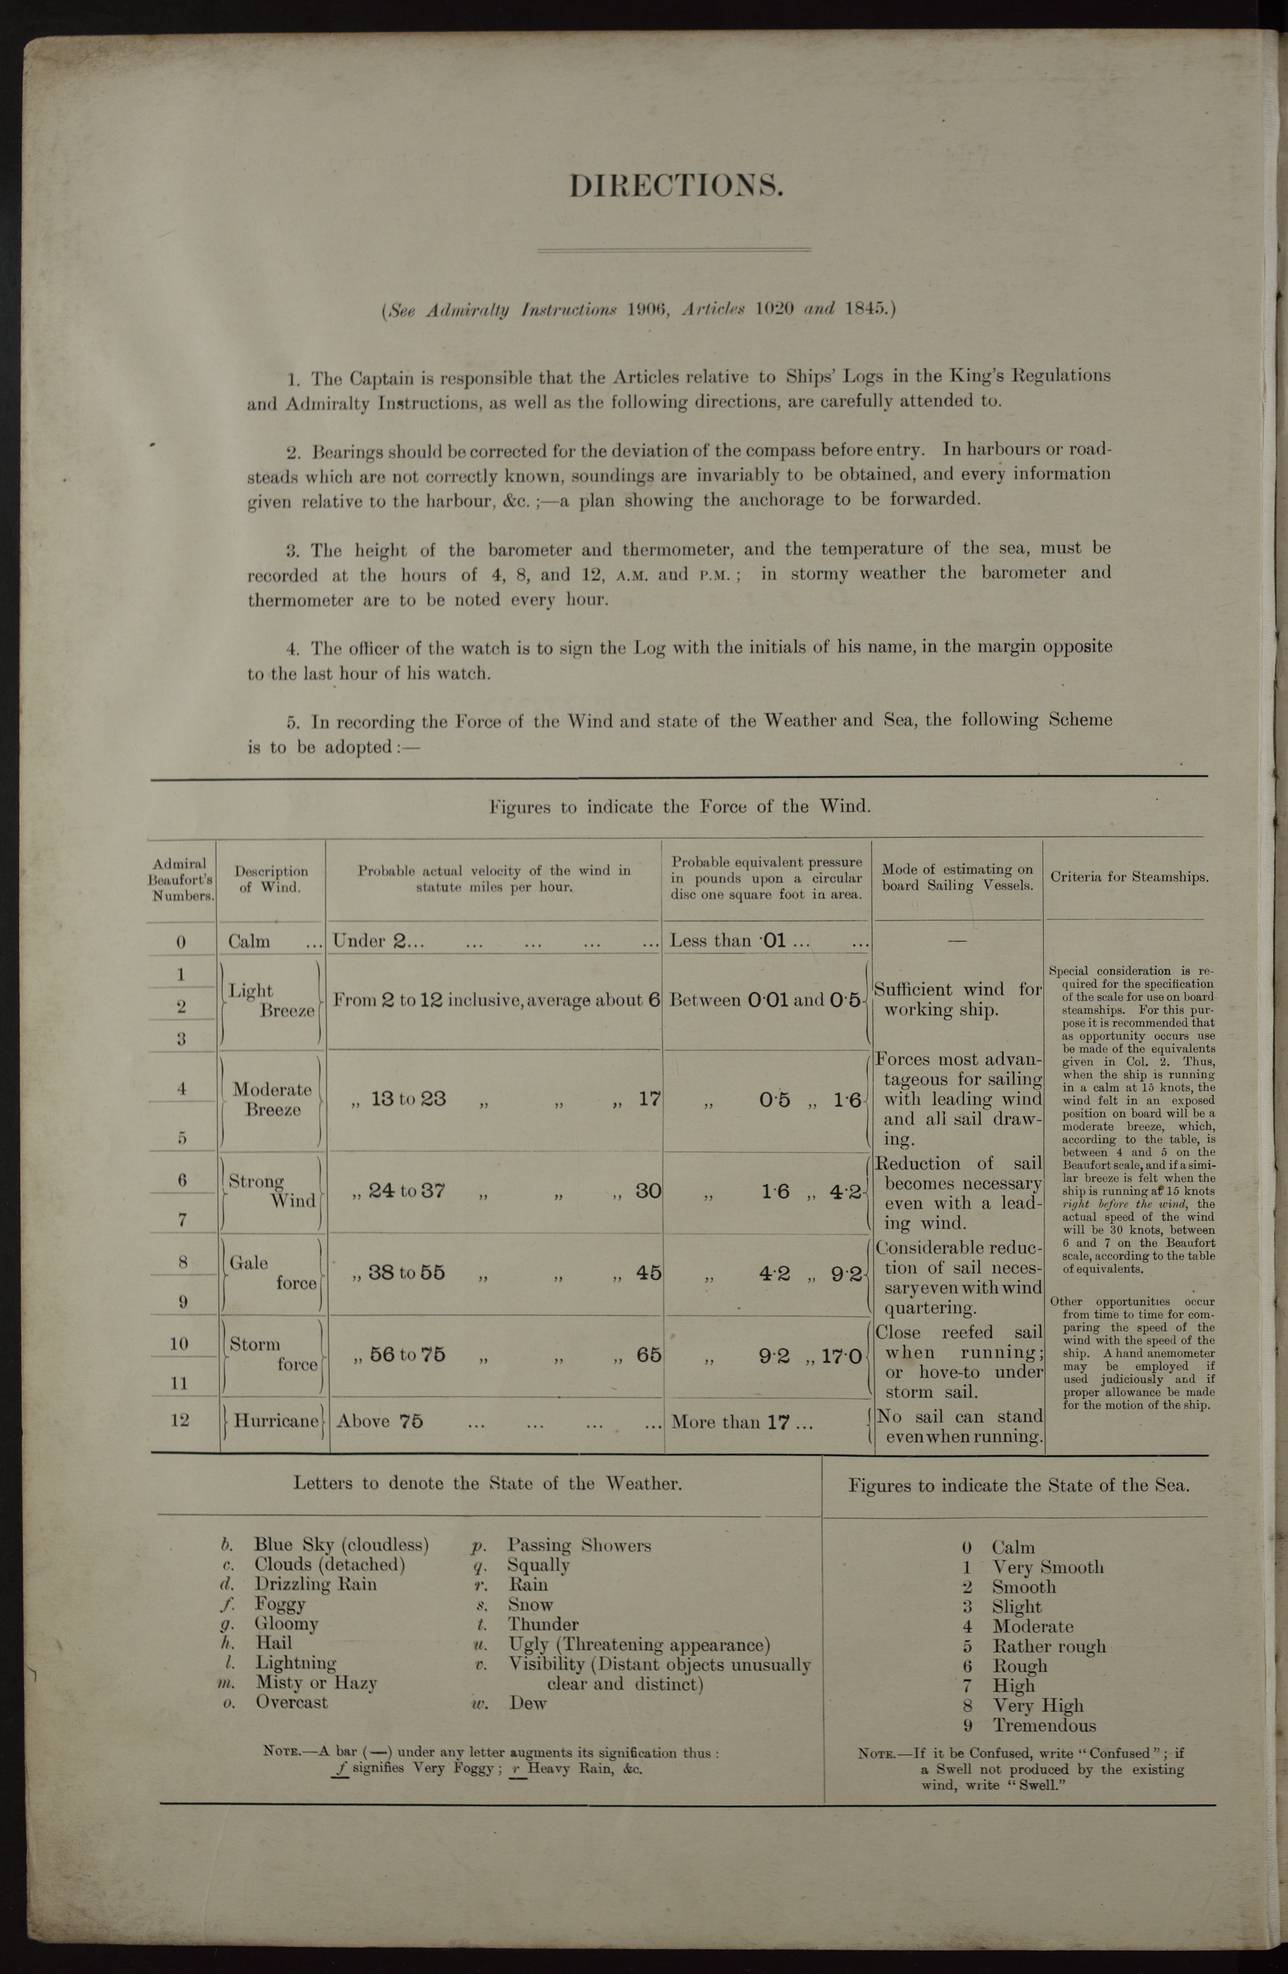 DIRECTIONS.
(See Admiralty Instructions 1906, Articles 1020 and 1845.)
1. The Captain is responsible that the Articles relative to Ships' Logs in the King's Regulations
and Admiralty Instructions, as well as the following directions, are carefully attended to.
2. Bearings should be corrected for the deviation of the compass before entry. In harbours or road-
steads which are not correctly known, soundings are invariably to be obtained, and every information
given relative to the harbour, &c. ;—a plan showing the anchorage to be forwarded.
3. The height of the barometer and thermometer, and the temperature of the sea, must be
recorded at the hours of 4, 8, and 12, A.M. and P.M. ; in stormy weather the barometer and
thermometer are to be noted every hour.
4. The officer of the watch is to sign the Log with the initials of his name, in the margin opposite
to the last hour of his watch.
5. In recording the Force of the Wind and state of the Weather and Sea, the following Scheme
is to be adopted :—
Figures to indicate the Force of the Wind.
Admiral
Beaufort's
Numbers.
Description
of Wind.
Probable actual velocity of the wind in
statute miles per hour.
Probable equivalent pressure
in pounds upon a circular
disc one square foot in area.
Mode of estimating on
board Sailing Vessels.
Criteria for Steamships.
0 Calm ... Under 2... ... ... ... ... Less than ·01 ... ... —
1
2
3
Light
Breeze
From 2 to 12 inclusive, average about 6
Between 0·01 and 0·5
Sufficient wind for
working ship.
4
5
Moderate
Breeze
„ 13 to 23 „ „ „ 17
„ 0·5 „ 1·6
Forces most advan-
tageous for sailing
with leading wind
and all sail draw-
ing.
6
7
Strong
Wind
„ 24 to 37 „ „ „ 30
„ 1·6 „ 4·2
Reduction of sail
becomes necessary
even with a lead-
ing wind.
8
9
Gale
force
„ 38 to 55 „ „ „ 45
„ 4·2 „ 9·2
Considerable reduc-
tion of sail neces-
sary even with wind
quartering.
10
11
Storm
force
„ 56 to 75 „ „ „ 65
„ 9·2 „ 17·0
Close reefed sail
when running ;
or hove-to under
storm sail.
12 Hurricane Above 75 ... ... ... ... More than 17 ...
No sail can stand
even when running.
Special consideration is re-
quired for the specification
of the scale for use on board
steamships. For this pur-
pose it is recommended that
as opportunity occurs use
be made of the equivalents
given in Col. 2. Thus,
when the ship is running
in a calm at 15 knots, the
wind felt in an exposed
position on board will be a
moderate breeze, which,
according to the table, is
between 4 and 5 on the
Beaufort scale, and if a simi-
lar breeze is felt when the
ship is running at 15 knots
right before the wind, the
actual speed of the wind
will be 30 knots, between
6 and 7 on the Beaufort
scale, according to the table
of equivalents.
Other opportunities occur
from time to time for com-
paring the speed of the
wind with the speed of the
ship. A hand anemometer
may be employed if
used judiciously and if
proper allowance be made
for the motion of the ship.
Letters to denote the State of the Weather.
b. Blue Sky (cloudless)
c. Clouds (detached)
d. Drizzling Rain
f. Foggy
g. Gloomy
h. Hail
l. Lightning
m. Misty or Hazy
o. Overcast
p. Passing Showers
q. Squally
r. Rain
s. Snow
t. Thunder
u. Ugly (Threatening appearance)
v. Visibility (Distant objects unusually
clear and distinct)
w. Dew
NOTE.—A bar (—) under any letter augments its signification thus :
f signifies Very Foggy ; r Heavy Rain, &c.
Figures to indicate the State of the Sea.
0 Calm
1 Very Smooth
2 Smooth
3 Slight
4 Moderate
5 Rather rough
6 Rough
7 High
8 Very High
9 Tremendous
NOTE.—If it be Confused, write "Confused" ; if
a Swell not produced by the existing
wind, write "Swell."